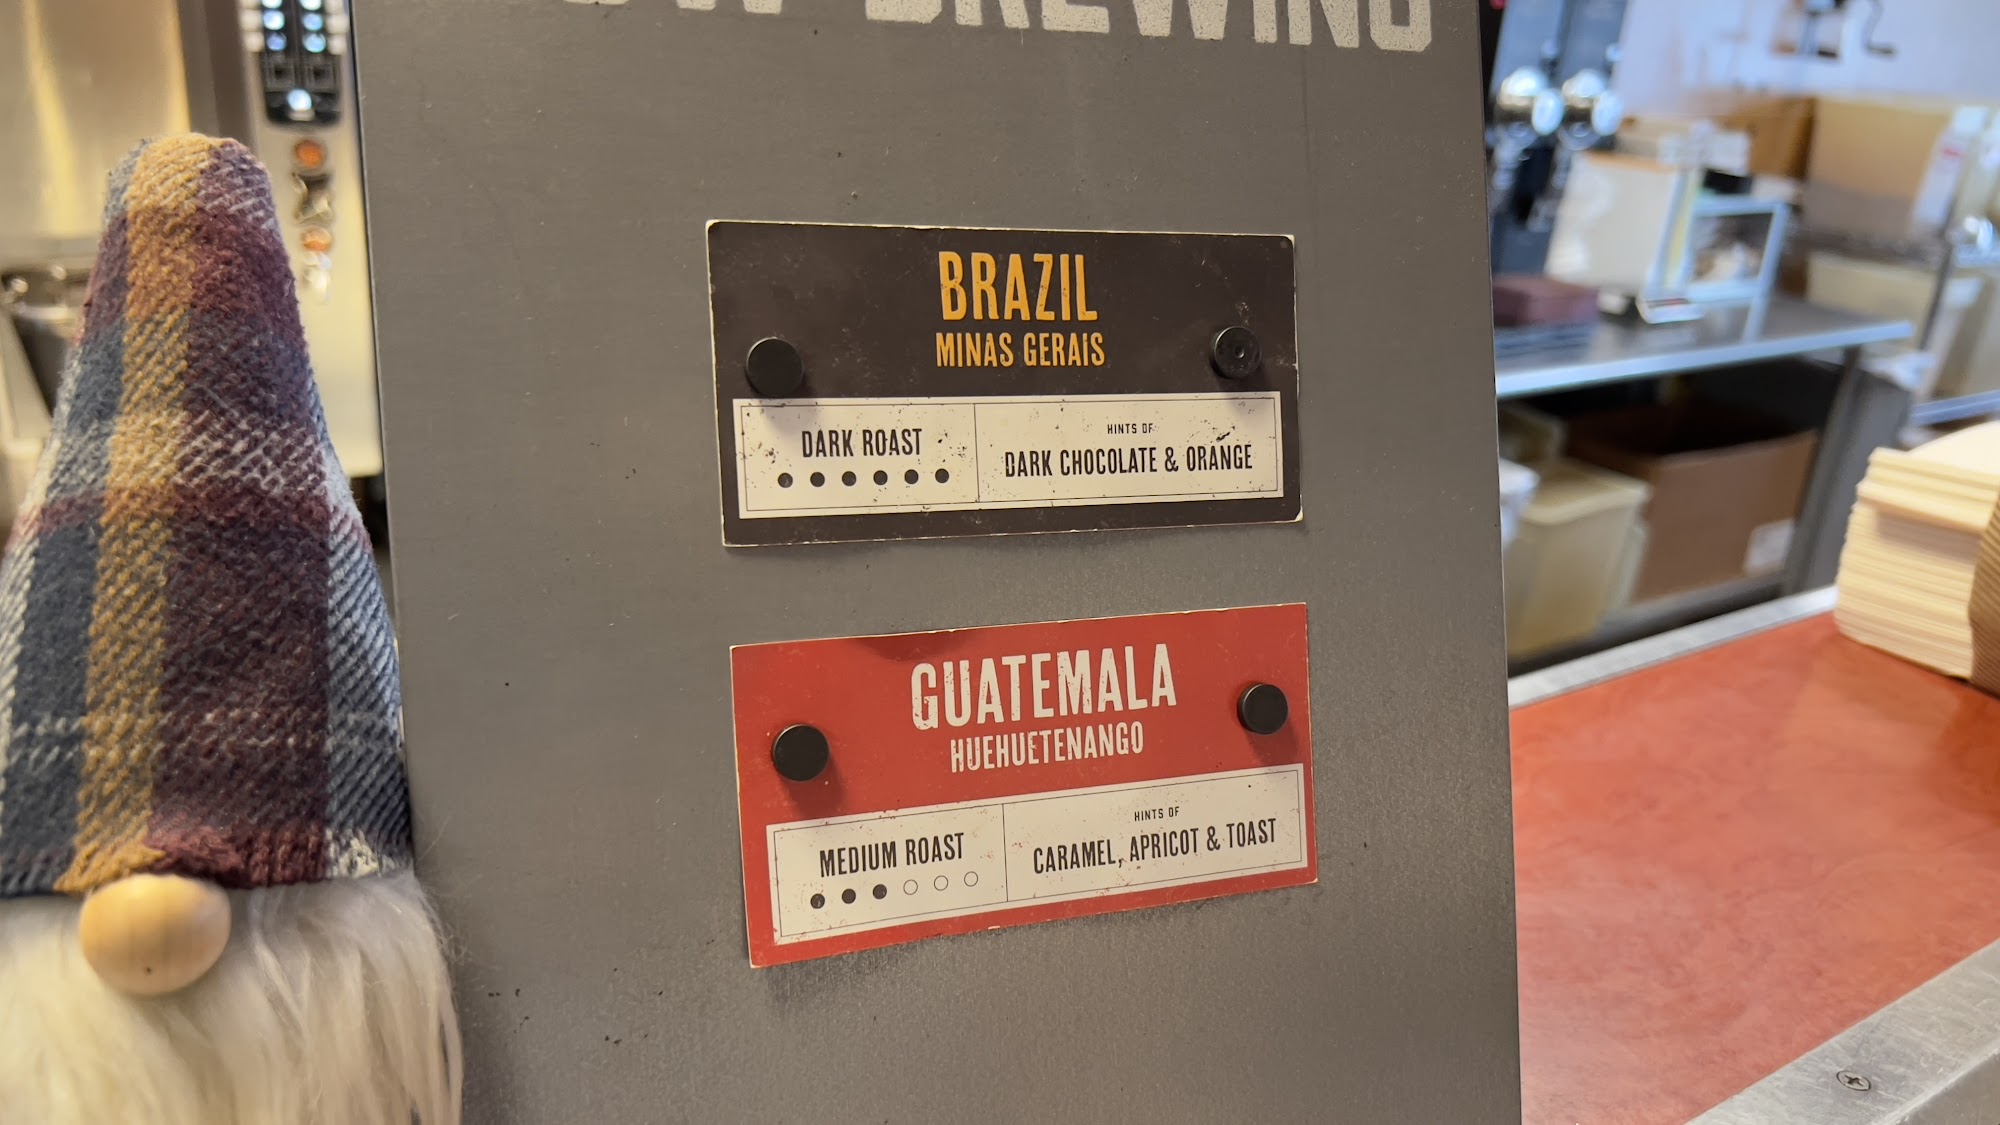 BREWING
BRAZIL
MINAS GERAIS
DARK ROAST
HINTS OF
DARK CHOCOLATE & ORANGE
GUATEMALA
HUEHUETENANGO
MEDIUM ROAST
HINTS OF
CARAMEL, APRICOT & TOAST